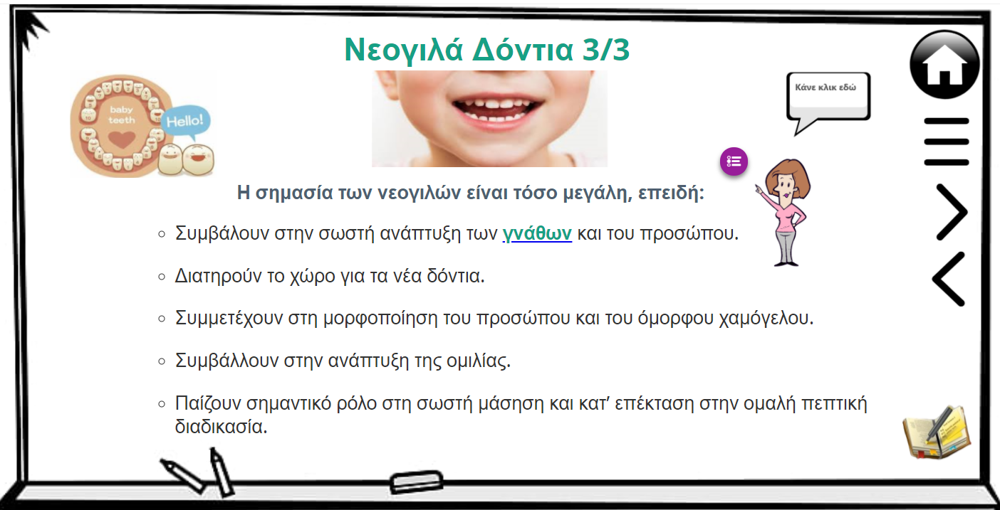 Νεογιλά Δόντια 3/3
baby
teeth
Hello!
Κάνε κλικ εδώ
Η σημασία των νεογιλών είναι τόσο μεγάλη, επειδή:
Συμβάλουν στην σωστή ανάπτυξη των γνάθων και του προσώπου.
Διατηρούν το χώρο για τα νέα δόντια.
Συμμετέχουν στη μορφοποίηση του προσώπου και του όμορφου χαμόγελου.
Συμβάλλουν στην ανάπτυξη της ομιλίας.
Παίζουν σημαντικό ρόλο στη σωστή μάσηση και κατ’ επέκταση στην ομαλή πεπτική
διαδικασία.